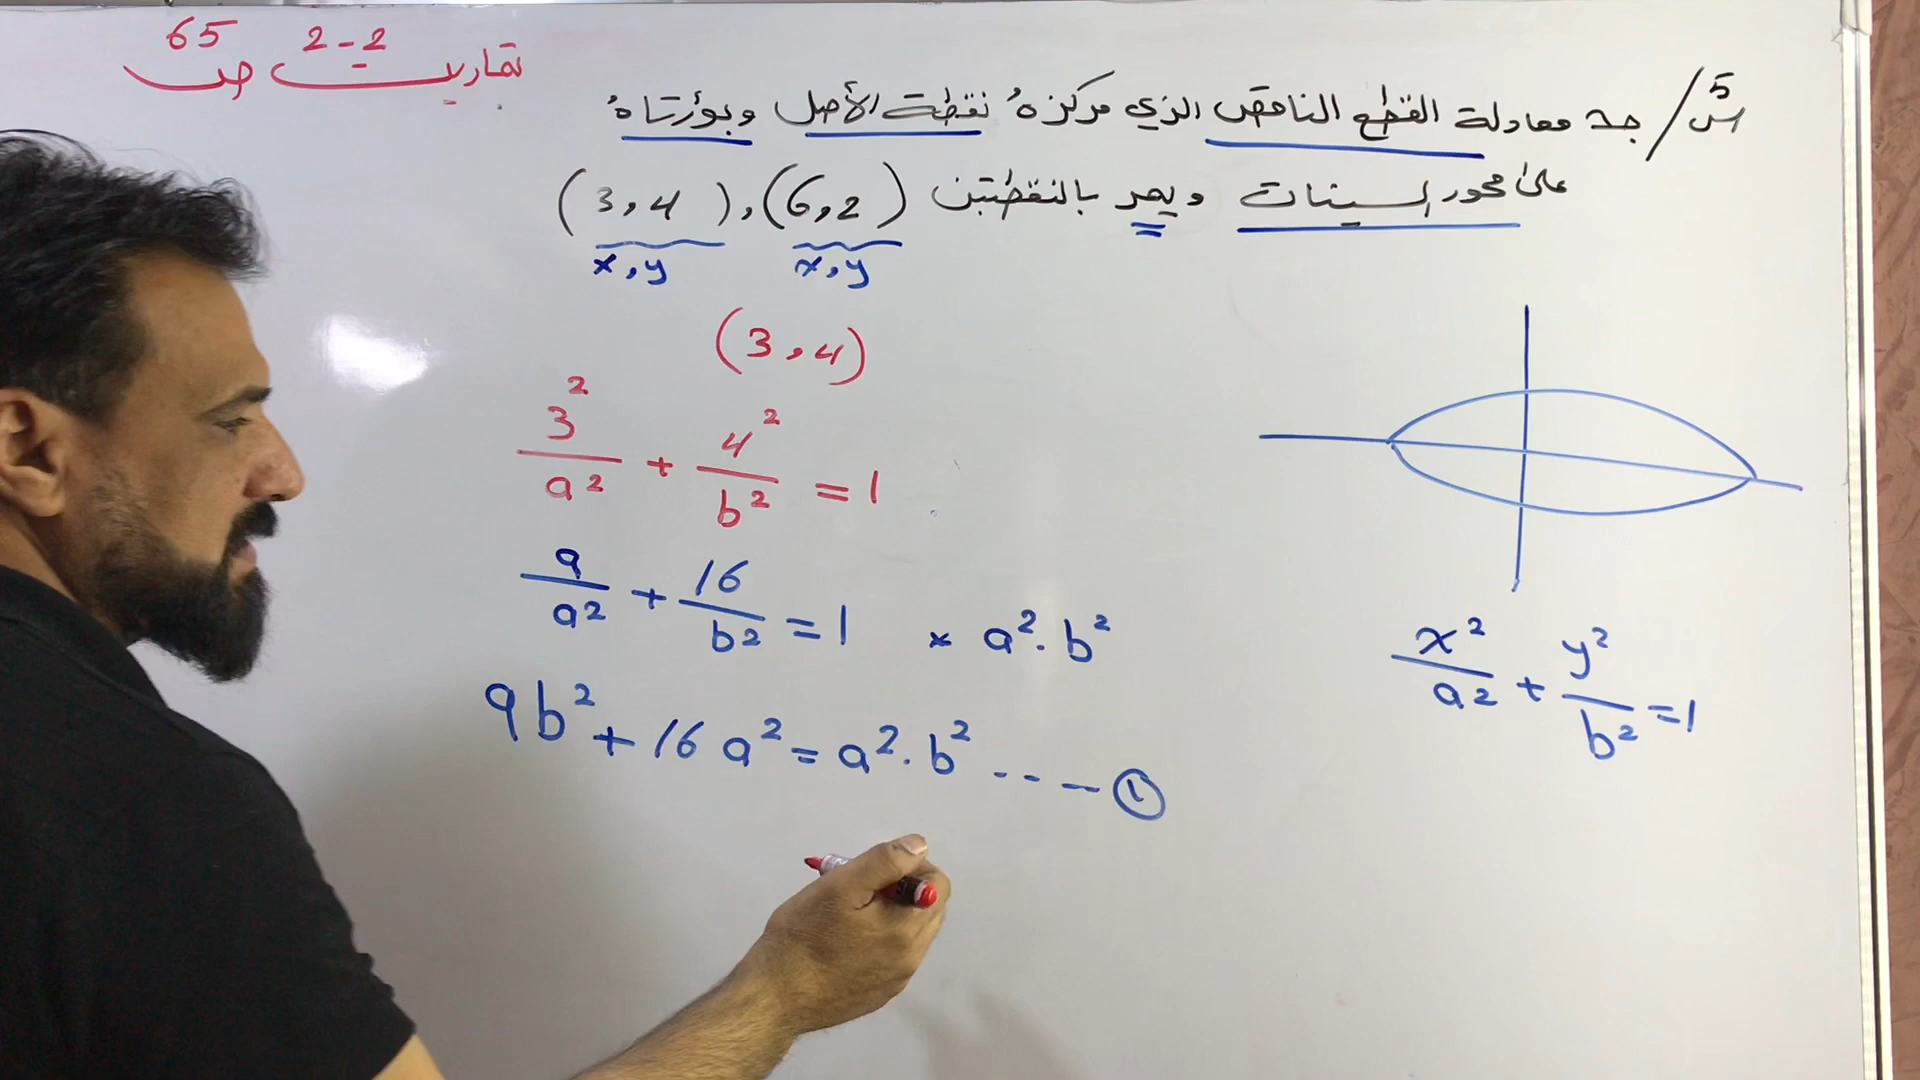 تمارين 2-2 ص 65
س5/ جد معادلة القطع الناقص الذي مركزه نقطة الأصل وبؤرتاه
على محور السينات ويمر بالنقطتين (6,2) , (3,4)
x,y x,y
(3,4)
3²/a² + 4²/b² = 1
9/a² + 16/b² = 1 × a².b²
9b² + 16a² = a².b² ---- ①
x²/a² + y²/b² = 1